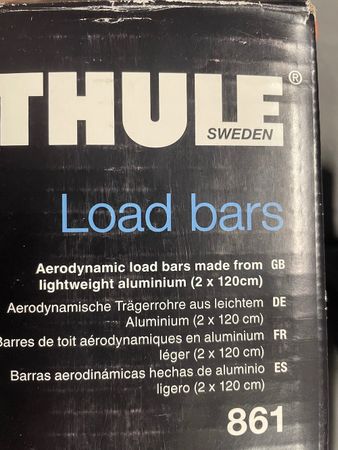 THULE®
SWEDEN
Load bars
Aerodynamic load bars made from GB
lightweight aluminium (2 x 120cm)
Aerodynamische Trägerrohre aus leichtem DE
Aluminium (2 x 120 cm)
Barres de toit aérodynamiques en aluminium FR
léger (2 x 120 cm)
Barras aerodinámicas hechas de aluminio ES
ligero (2 x 120 cm)
861